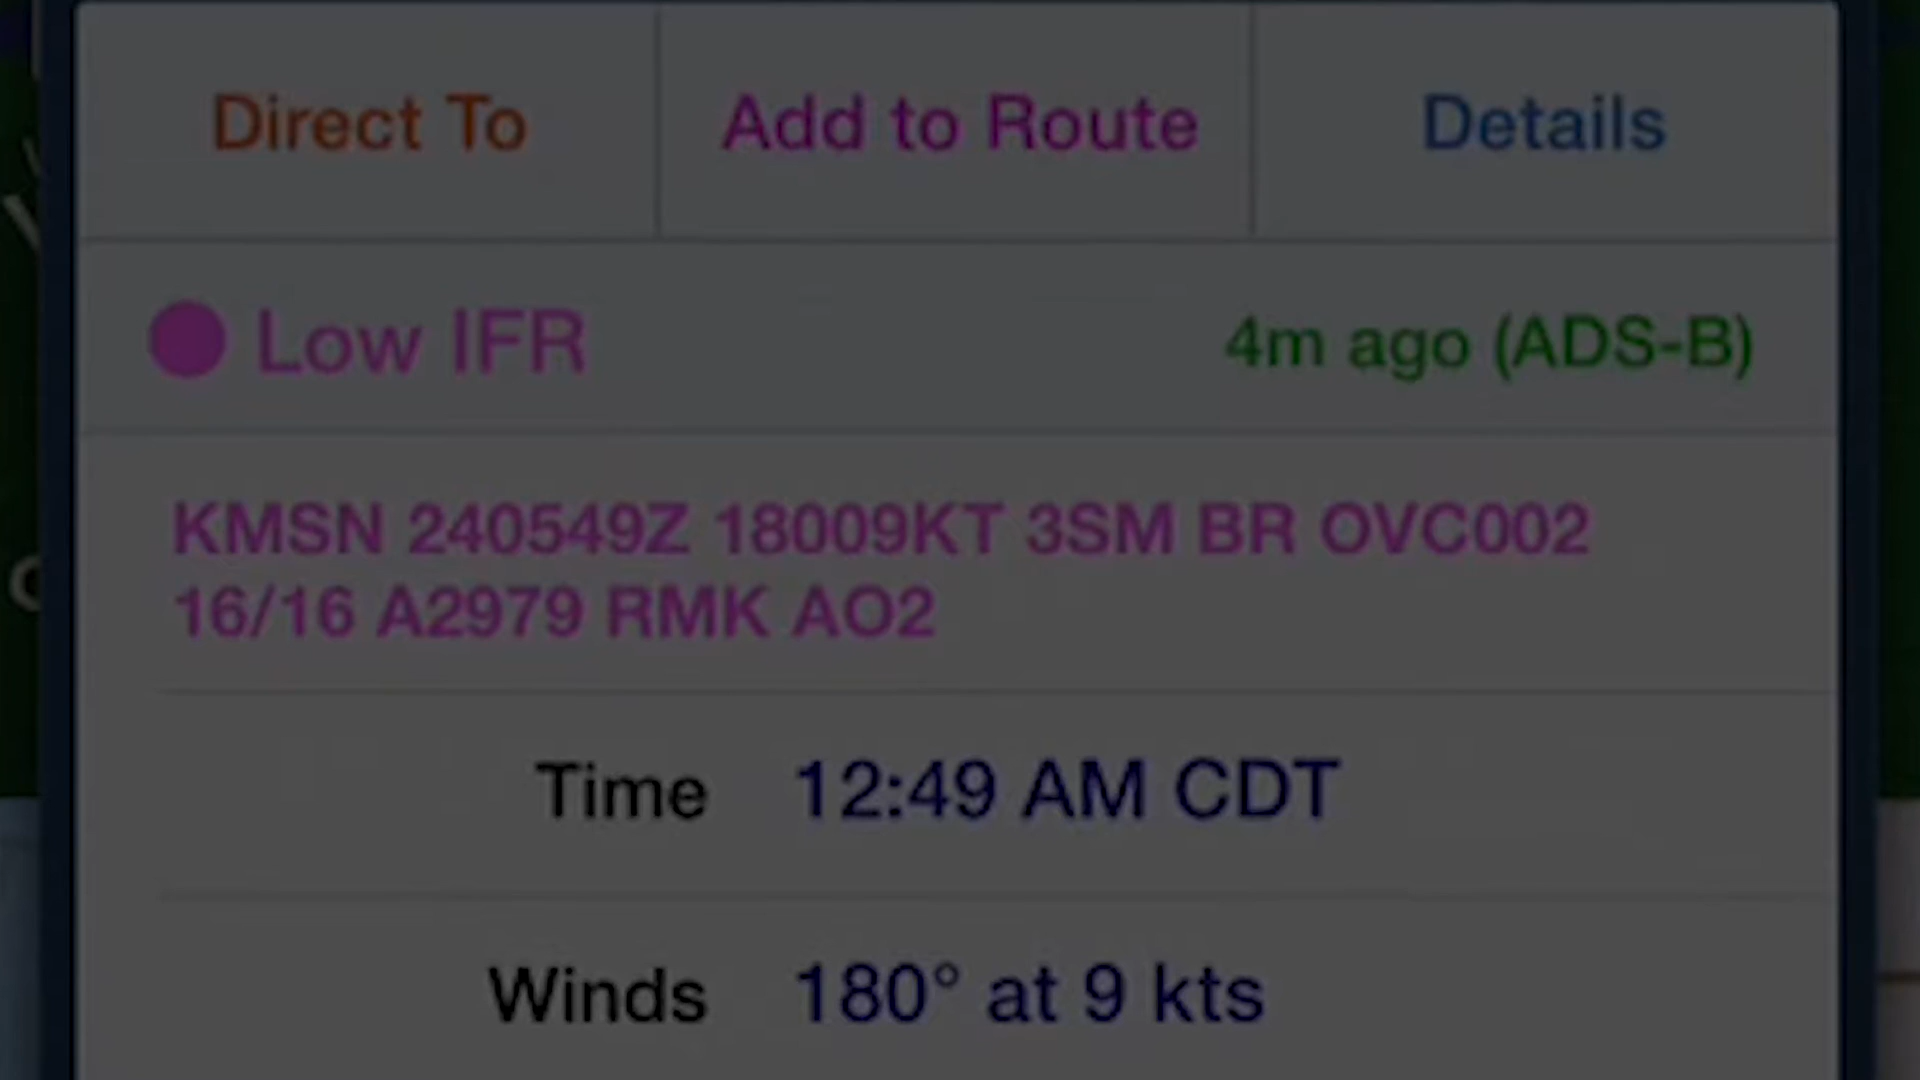 Direct To Add to Route Details
Low IFR 4m ago (ADS-B)
KMSN 240549Z 18009KT 3SM BR OVC002
16/16 A2979 RMK AO2
Time 12:49 AM CDT
Winds 180° at 9 kts